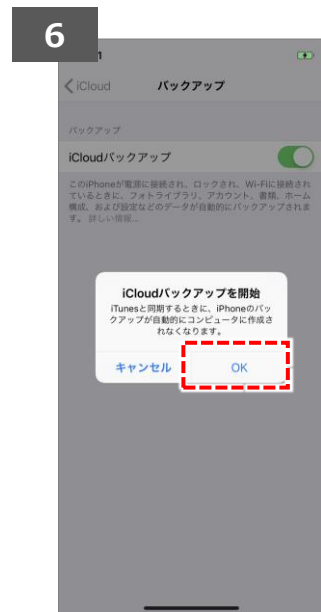 6
1
iCloud
バックアップ
バックアップ
iCloudバックアップ
このiPhoneが電源に接続され、ロックされ、Wi-Fiに接続され
ているときに、フォトライブラリ、アカウント、書類、ホーム
構成、および設定などのデータが自動的にバックアップされま
す。詳しい情報...
iCloudバックアップを開始
iTunesと同期するときに、iPhoneのバッ
クアップが自動的にコンピュータに作成さ
れなくなります。
キャンセル
OK